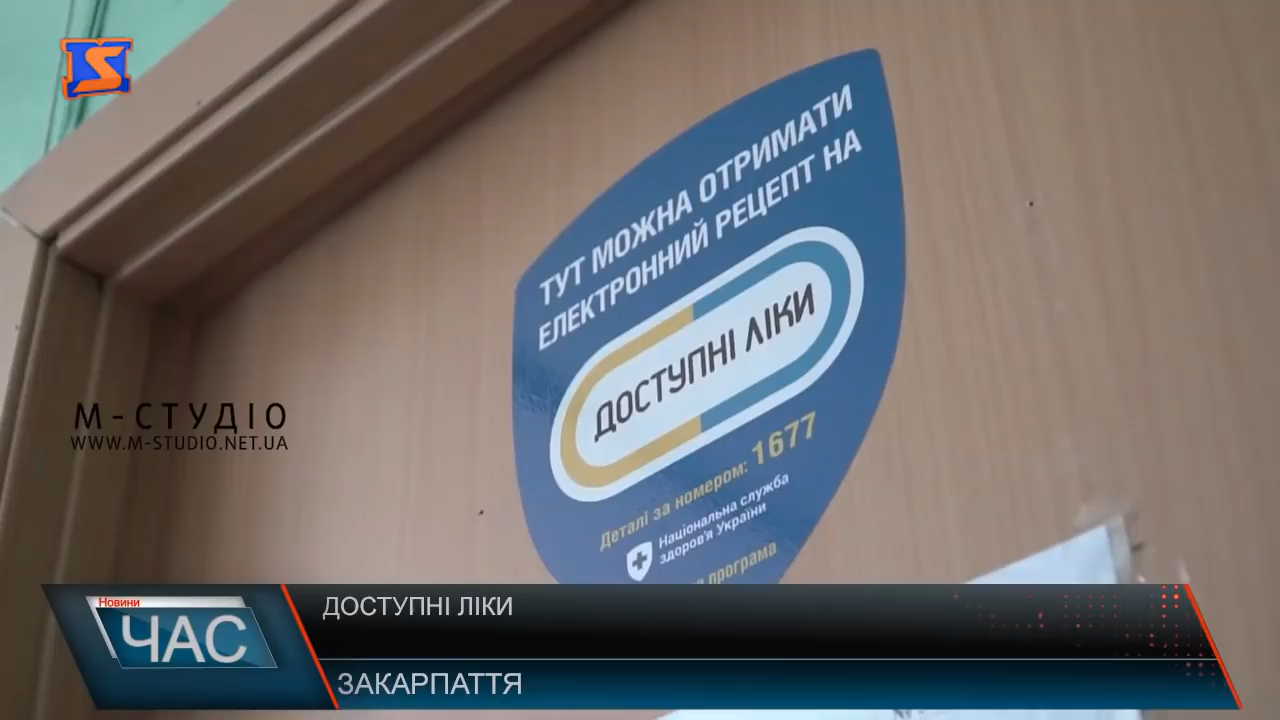 ТУТ МОЖНА ОТРИМАТИ
ЕЛЕКТРОННИЙ РЕЦЕПТ НА
ДОСТУПНІ ЛІКИ
Деталі за номером: 1677
Національна служба
здоров'я України
програма
М-СТУДІО
WWW.M-STUDIO.NET.UA
Новини
ЧАС
ДОСТУПНІ ЛІКИ
ЗАКАРПАТТЯ